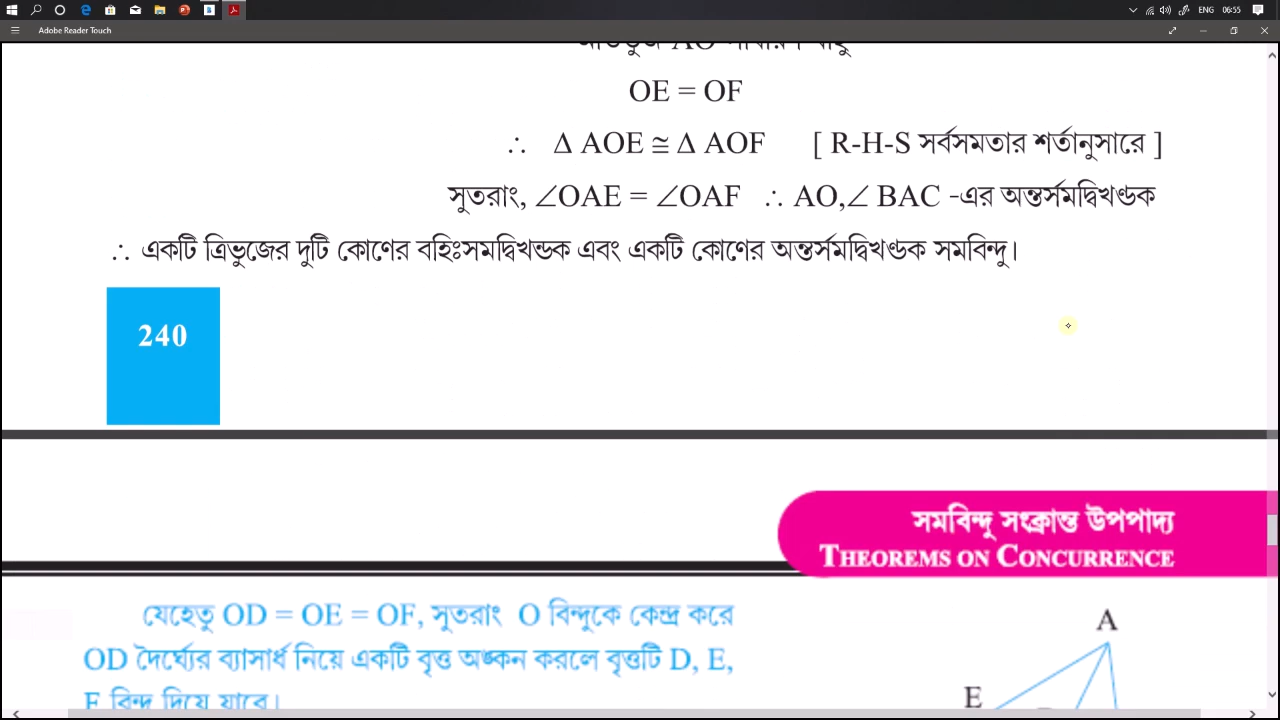 ENG 06:55
Adobe Reader Touch
OE = OF
∴ Δ AOE ≅ Δ AOF [ R-H-S সর্বসমতার শর্তানুসারে ]
সুতরাং, ∠OAE = ∠OAF ∴ AO,∠ BAC -এর অন্তর্সমদ্বিখণ্ডক
∴ একটি ত্রিভুজের দুটি কোণের বহিঃসমদ্বিখন্ডক এবং একটি কোণের অন্তর্সমদ্বিখণ্ডক সমবিন্দু।
240
সমবিন্দু সংক্রান্ত উপপাদ্য
THEOREMS ON CONCURRENCE
যেহেতু OD = OE = OF, সুতরাং O বিন্দুকে কেন্দ্র করে
OD দৈর্ঘ্যের ব্যাসার্ধ নিয়ে একটি বৃত্ত অঙ্কন করলে বৃত্তটি D, E,
F বিন্দু দিয়ে যাবে।
A
E